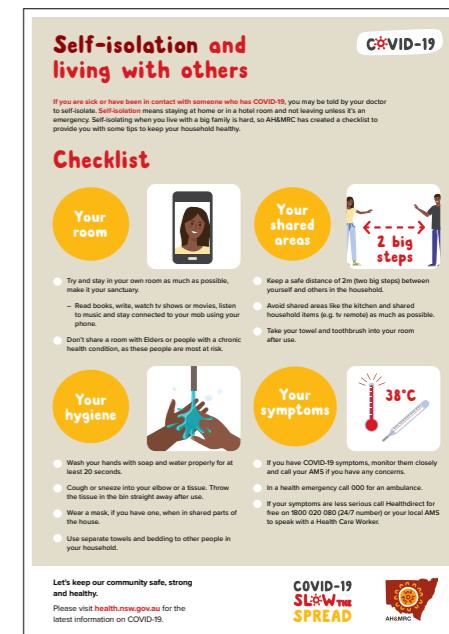 Self-isolation and
living with others
COVID-19
If you are sick or have been in contact with someone who has COVID-19, you may be told by your doctor
to self-isolate. Self-isolation means staying at home or in a hotel room and not leaving unless it's an
emergency. Self-isolating when you live with a big family is hard, so AH&MRC has created a checklist to
provide you with some tips to keep your household healthy.
Checklist
Your
room
Try and stay in your own room as much as possible,
make it your sanctuary.
– Read books, write, watch tv shows or movies, listen
to music and stay connected to your mob using your
phone.
Don't share a room with Elders or people with a chronic
health condition, as these people are most at risk.
Your
shared
areas
2 big
steps
Keep a safe distance of 2m (two big steps) between
yourself and others in the household.
Avoid shared areas like the kitchen and shared
household items (e.g. tv remote) as much as possible.
Take your towel and toothbrush into your room
after use.
Your
hygiene
Wash your hands with soap and water properly for at
least 20 seconds.
Cough or sneeze into your elbow or a tissue. Throw
the tissue in the bin straight away after use.
Wear a mask, if you have one, when in shared parts of
the house.
Use separate towels and bedding to other people in
your household.
Your
symptoms
38°C
If you have COVID-19 symptoms, monitor them closely
and call your AMS if you have any concerns.
In a health emergency call 000 for an ambulance.
If your symptoms are less serious call Healthdirect for
free on 1800 020 080 (24/7 number) or your local AMS
to speak with a Health Care Worker.
Let's keep our community safe, strong
and healthy.
Please visit health.nsw.gov.au for the
latest information on COVID-19.
COVID-19
SLOW THE
SPREAD
AH&MRC